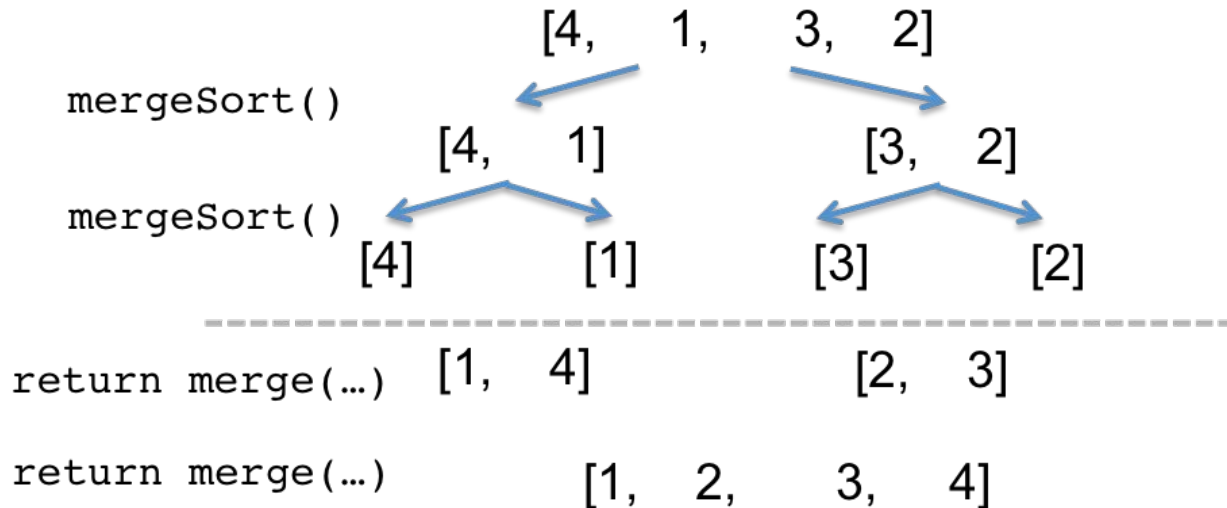 [4, 1, 3, 2]
mergeSort()
[4, 1] [3, 2]
mergeSort()
[4] [1] [3] [2]
return merge(…) [1, 4] [2, 3]
return merge(…) [1, 2, 3, 4]